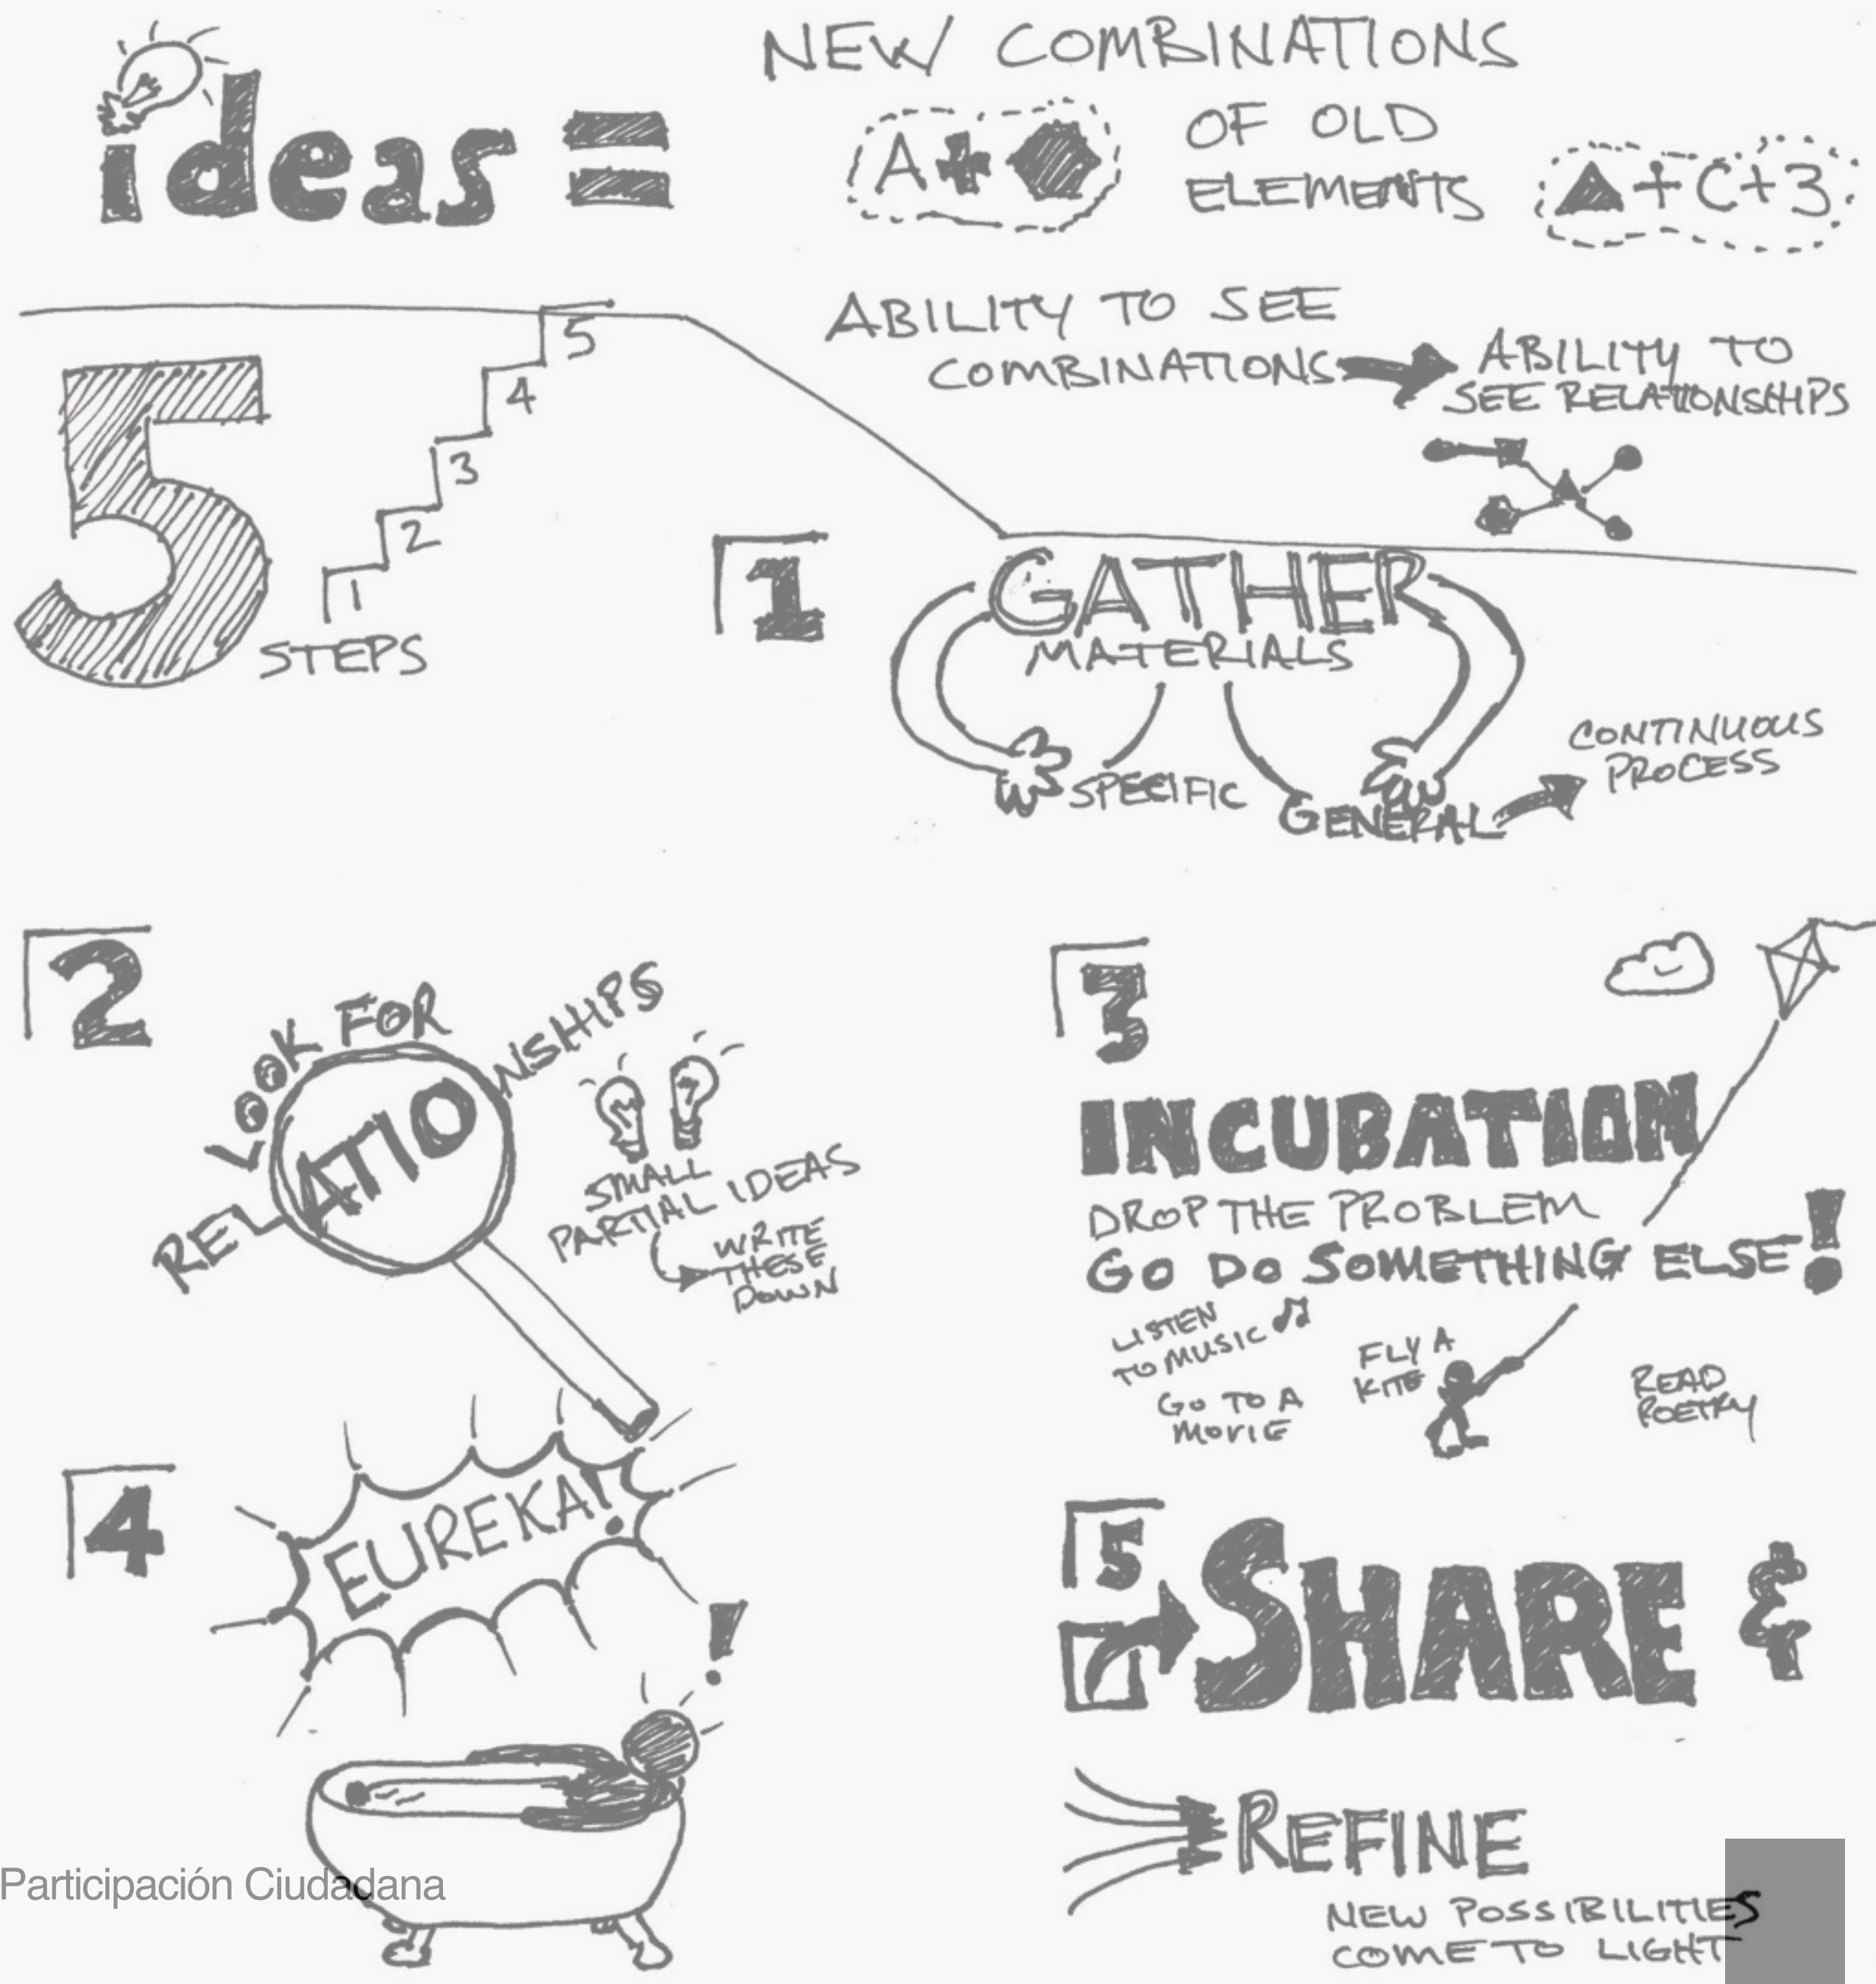 ideas =
NEW COMBINATIONS
A + 
OF OLD
ELEMENTS
+ C + 3
ABILITY TO SEE
COMBINATIONS
ABILITY TO
SEE RELATIONSHIPS
5
STEPS
1
2
3
4
5
1
GATHER
MATERIALS
SPECIFIC
GENERAL
CONTINUOUS
PROCESS
2
LOOK FOR
RELATIONSHIPS
SMALL
PARTIAL IDEAS
WRITE
THESE
DOWN
3
INCUBATION
DROP THE PROBLEM
GO DO SOMETHING ELSE!
LISTEN
TO MUSIC
GO TO A
MOVIE
FLY A
KITE
READ
POETRY
4
EUREKA!
!
5
SHARE &
REFINE
NEW POSSIBILITIES
COME TO LIGHT
Participación Ciudadana